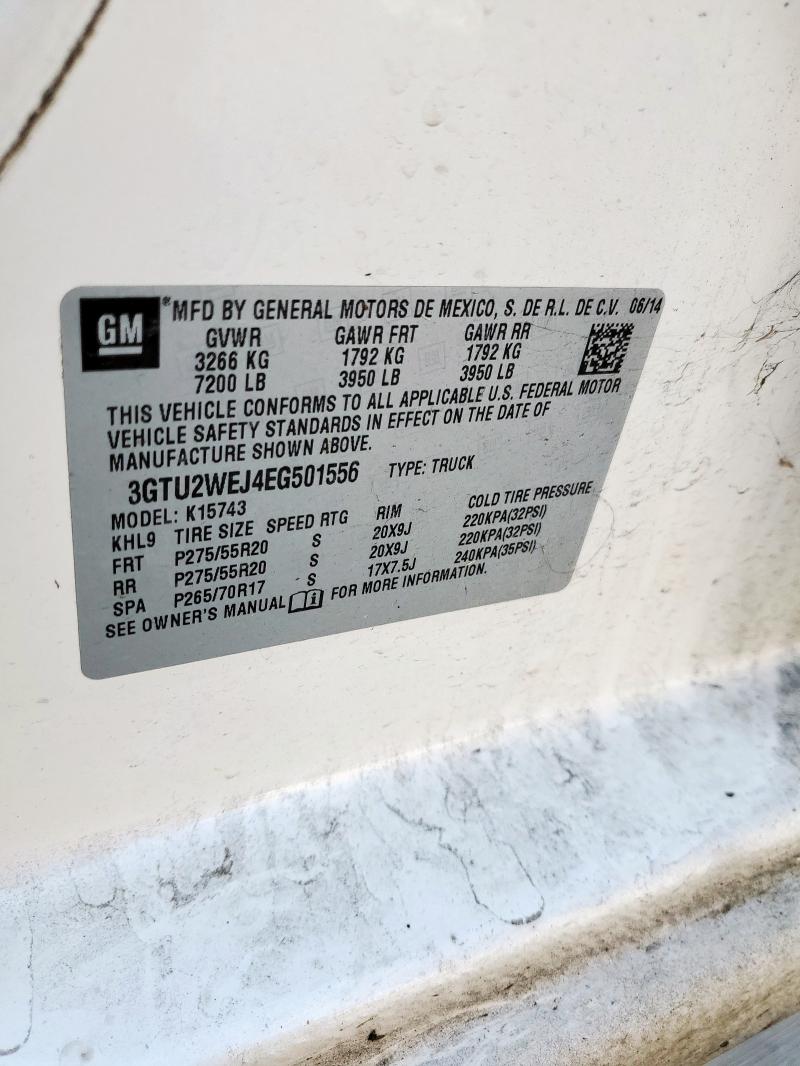 GM ®MFD BY GENERAL MOTORS DE MEXICO, S. DE R.L. DE C.V. 06/14
GVWR GAWR FRT GAWR RR
3266 KG 1792 KG 1792 KG
7200 LB 3950 LB 3950 LB
THIS VEHICLE CONFORMS TO ALL APPLICABLE U.S. FEDERAL MOTOR
VEHICLE SAFETY STANDARDS IN EFFECT ON THE DATE OF
MANUFACTURE SHOWN ABOVE.
3GTU2WEJ4EG501556 TYPE: TRUCK
MODEL: K15743
KHL9 TIRE SIZE SPEED RTG RIM COLD TIRE PRESSURE
FRT P275/55R20 S 20X9J 220KPA(32PSI)
RR P275/55R20 S 20X9J 220KPA(32PSI)
SPA P265/70R17 S 17X7.5J 240KPA(35PSI)
SEE OWNER'S MANUAL FOR MORE INFORMATION.